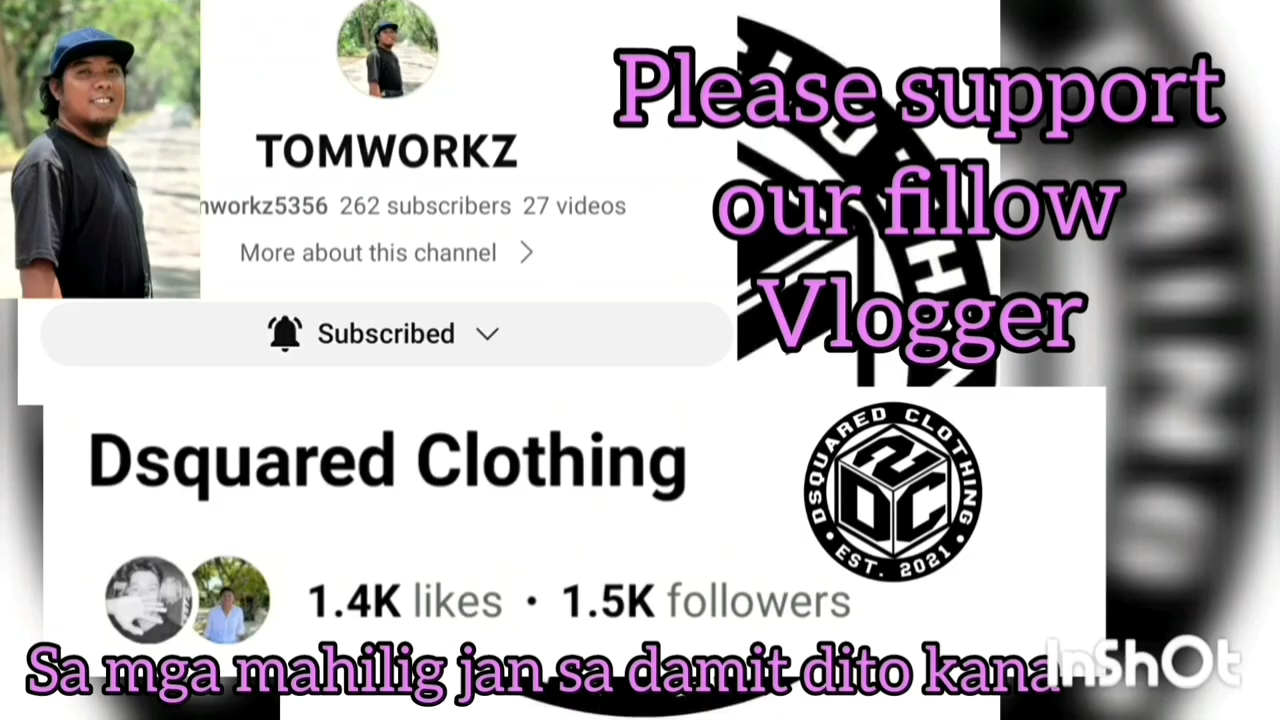 TOMWORKZ
nworkz5356 262 subscribers 27 videos
More about this channel
Subscribed
Please support
our fillow
Vlogger
Dsquared Clothing
DSQUARED CLOTHING
2
DC
EST. 2021
1.4K likes · 1.5K followers
Sa mga mahilig jan sa damit dito kana
InShOt